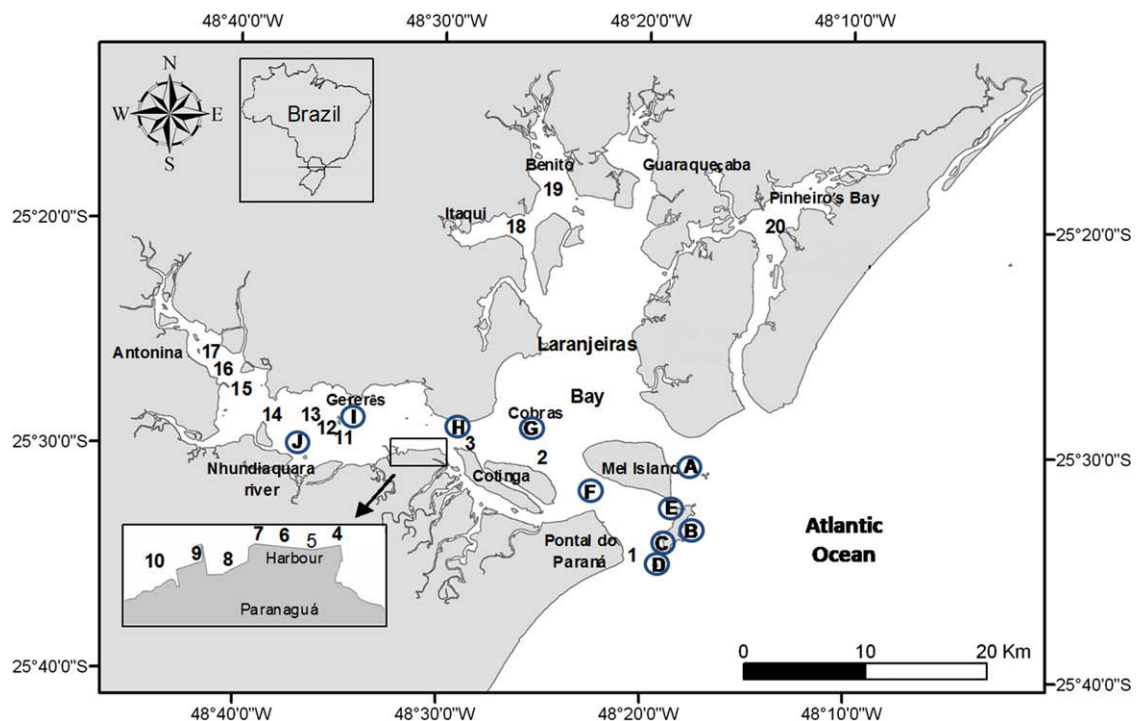 48°40'0"W 48°30'0"W 48°20'0"W 48°10'0"W
N
W E
S
Brazil
Benito
Guaraqueçaba
19
Pinheiro's Bay
Itaqui
18
20
25°20'0"S
25°20'0"S
Antonina
17
16
15
Laranjeiras
Bay
Gererês
14 13 I
12
11
J
H
3
Cobras
G
2
25°30'0"S
25°30'0"S
Nhundiaquara
river
Cotinga
Mel Island
A
F
E
B
C
D
1
Pontal do
Paraná
Atlantic
Ocean
10 9 8 7 6 5 4
Harbour
Paranaguá
0 10 20 Km
25°40'0"S
25°40'0"S
48°40'0"W 48°30'0"W 48°20'0"W 48°10'0"W